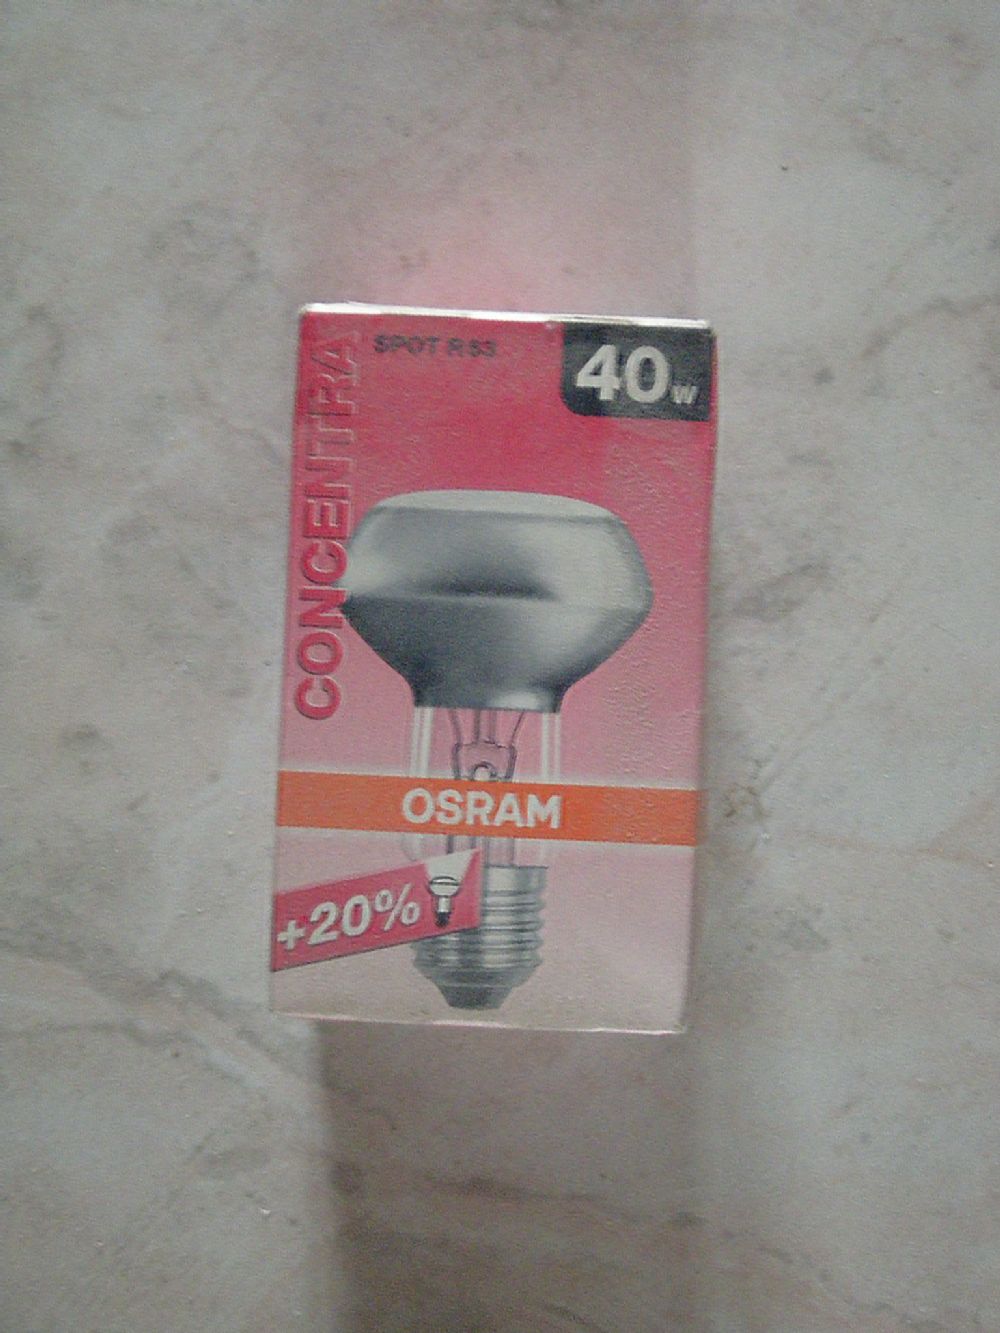 SPOT R63
40W
CONCENTRA
OSRAM
+20%